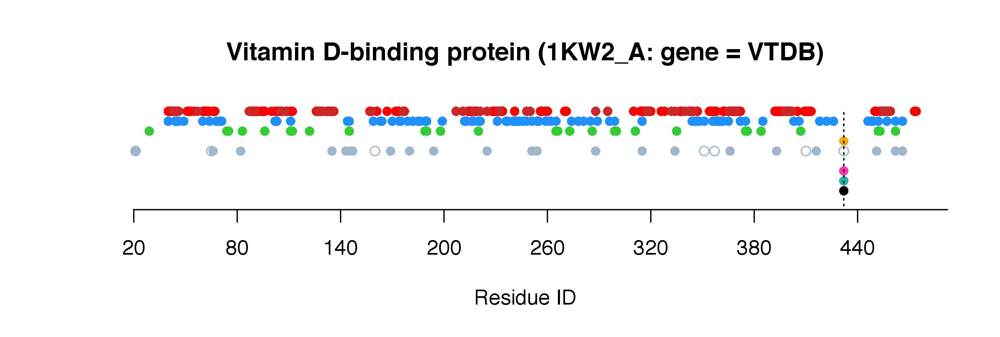 Vitamin D-binding protein (1KW2_A: gene = VTDB)
20 80 140 200 260 320 380 440
Residue ID